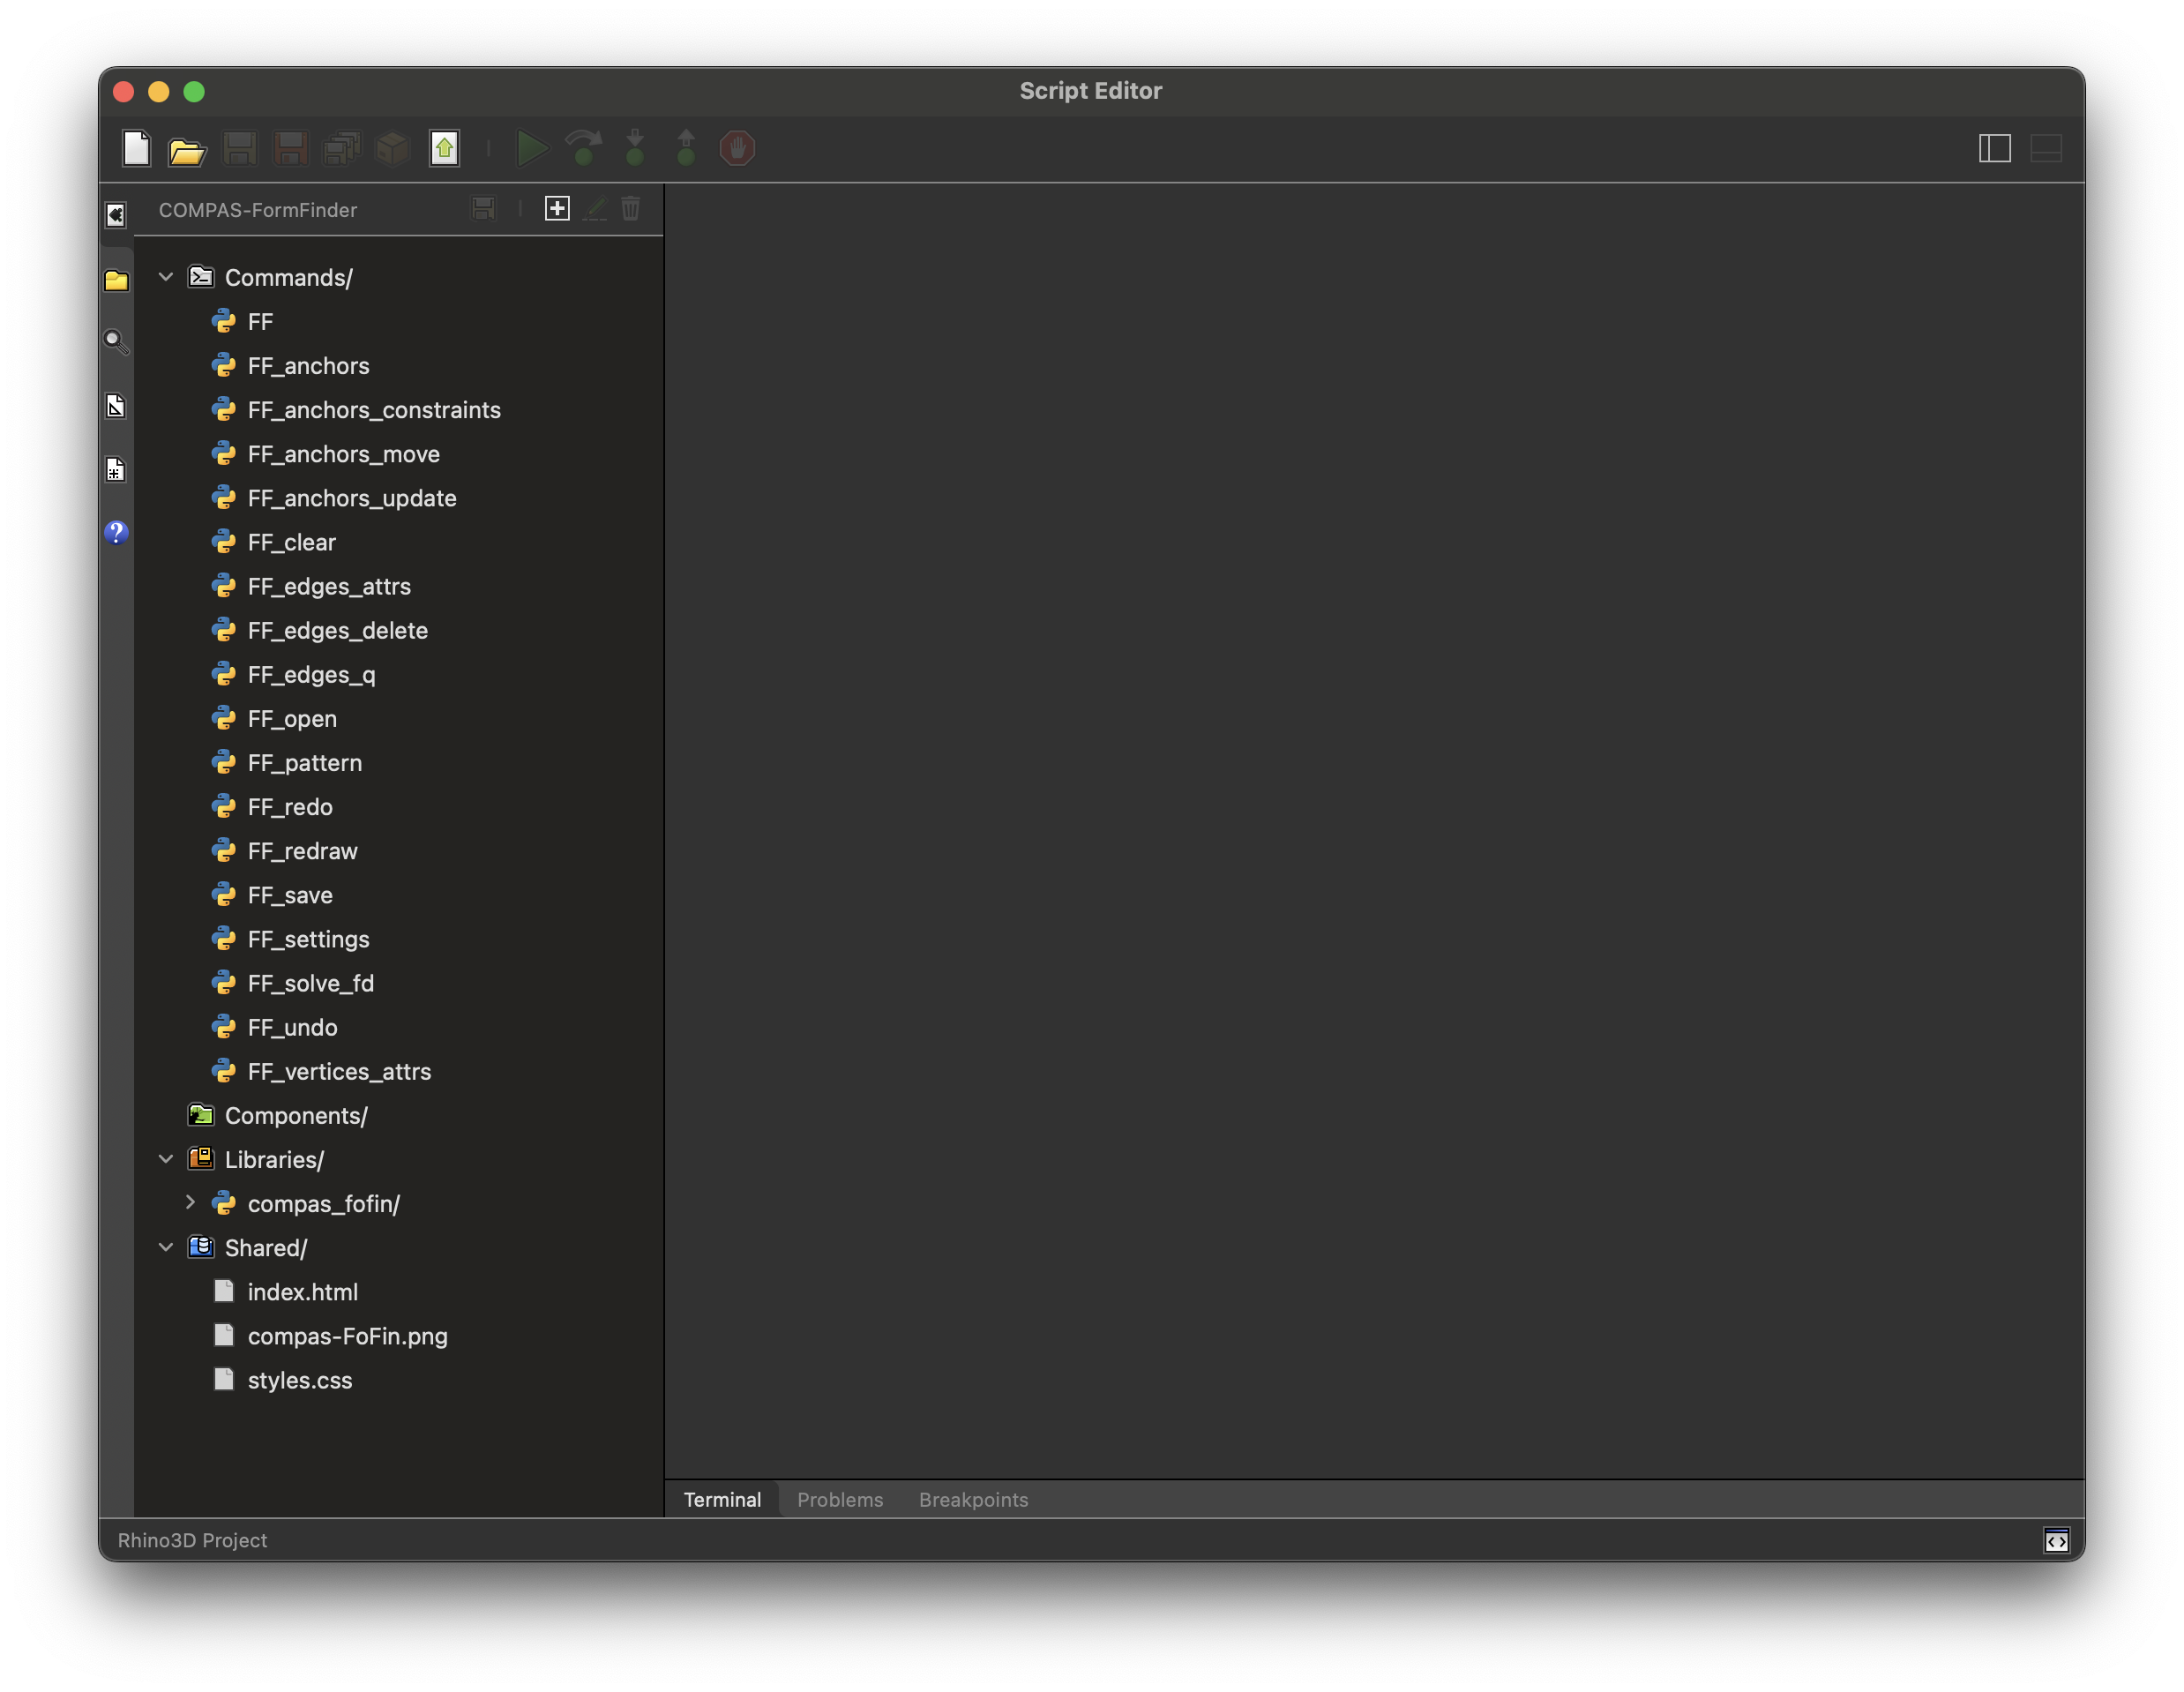 Script Editor
COMPAS-FormFinder
Commands/
FF
FF_anchors
FF_anchors_constraints
FF_anchors_move
FF_anchors_update
FF_clear
FF_edges_attrs
FF_edges_delete
FF_edges_q
FF_open
FF_pattern
FF_redo
FF_redraw
FF_save
FF_settings
FF_solve_fd
FF_undo
FF_vertices_attrs
Components/
Libraries/
compas_fofin/
Shared/
index.html
compas-FoFin.png
styles.css
Terminal Problems Breakpoints
Rhino3D Project